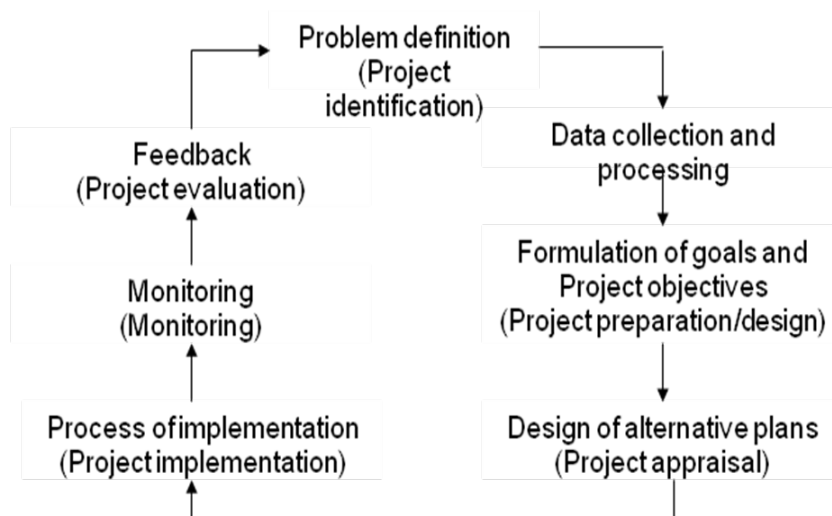 Problem definition
(Project
identification)
Data collection and
processing
Formulation of goals and
Project objectives
(Project preparation/design)
Design of alternative plans
(Project appraisal)
Process of implementation
(Project implementation)
Monitoring
(Monitoring)
Feedback
(Project evaluation)